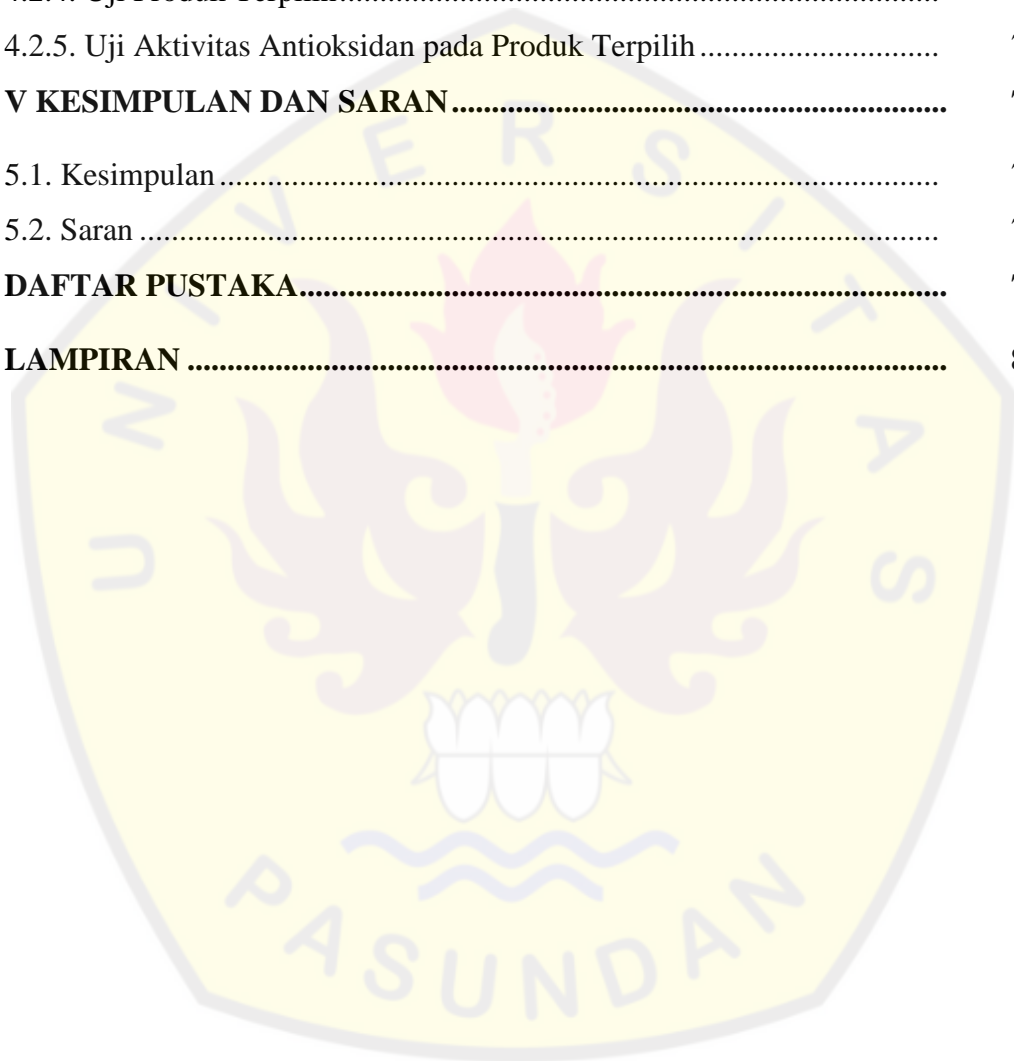 4.2.5. Uji Aktivitas Antioksidan pada Produk Terpilih..............................
V KESIMPULAN DAN SARAN...............................................................
5.1. Kesimpulan..........................................................................................
5.2. Saran ....................................................................................................
DAFTAR PUSTAKA..................................................................................
LAMPIRAN ................................................................................................
UNIVERSITAS
PASUNDAN